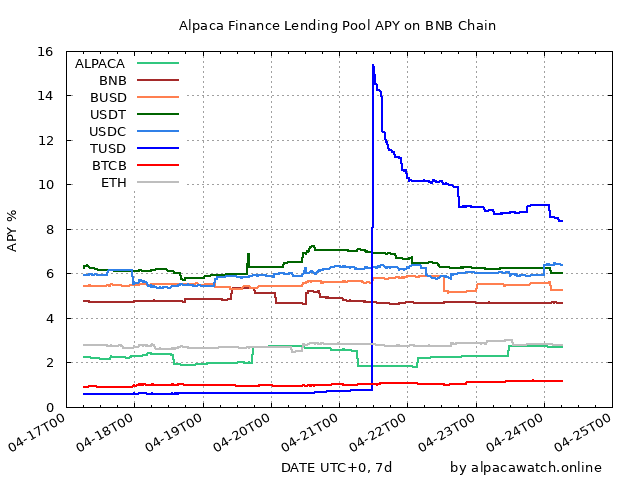 Alpaca Finance Lending Pool APY on BNB Chain
16
14
12
10
8
6
4
2
0
APY %
ALPACA
BNB
BUSD
USDT
USDC
TUSD
BTCB
ETH
04-17T00
04-18T00
04-19T00
04-20T00
04-21T00
04-22T00
04-23T00
04-24T00
04-25T00
DATE UTC+0, 7d
by alpacawatch.online